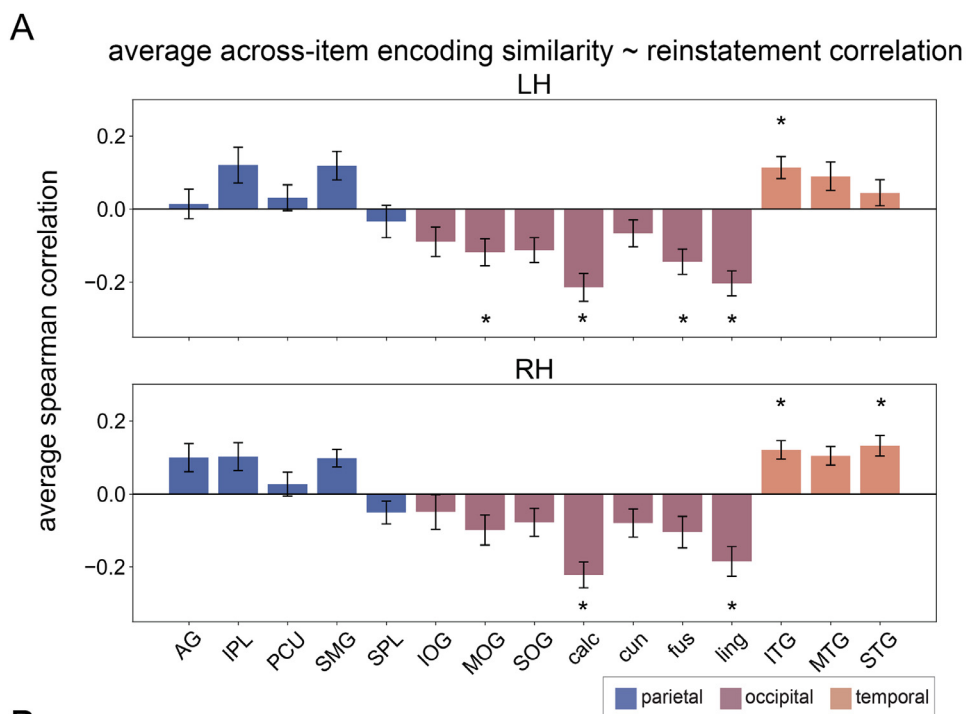 A
average across-item encoding similarity ~ reinstatement correlation
LH
0.2
0.0
−0.2
*
* * * *
RH
0.2
0.0
−0.2
* *
* *
average spearman correlation
AG IPL PCU SMG SPL IOG MOG SOG calc cun fus ling ITG MTG STG
parietal occipital temporal